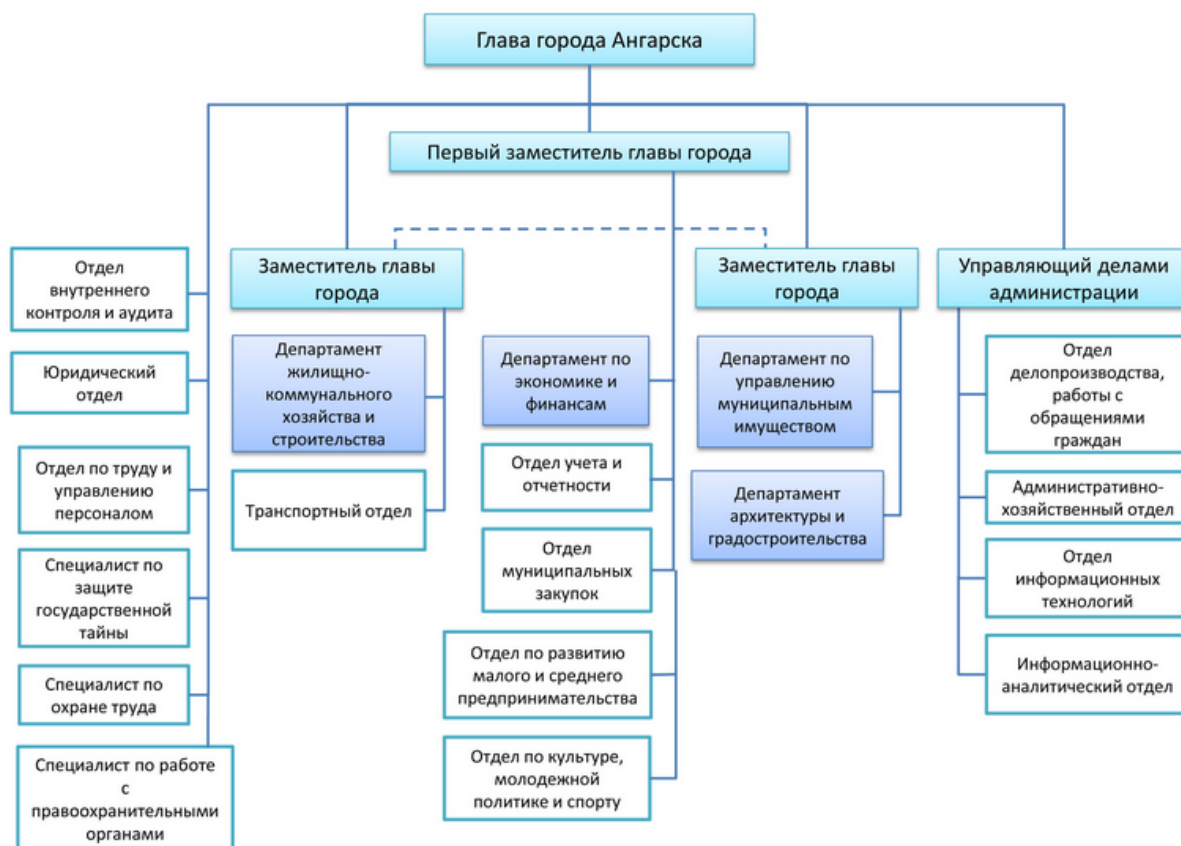 Глава города Ангарска
Первый заместитель главы города
Отдел
внутреннего
контроля и аудита
Юридический
отдел
Отдел по труду и
управлению
персоналом
Специалист по
защите
государственной
тайны
Специалист по
охране труда
Специалист по работе
с
правоохранительными
органами
Заместитель главы
города
Департамент
жилищно-
коммунального
хозяйства и
строительства
Транспортный отдел
Департамент по
экономике и
финансам
Отдел учета и
отчетности
Отдел
муниципальных
закупок
Отдел по развитию
малого и среднего
предпринимательства
Отдел по культуре,
молодежной
политике и спорту
Заместитель главы
города
Департамент по
управлению
муниципальным
имуществом
Департамент
архитектуры и
градостроительства
Управляющий делами
администрации
Отдел
делопроизводства,
работы с
обращениями
граждан
Административно-
хозяйственный отдел
Отдел
информационных
технологий
Информационно-
аналитический отдел